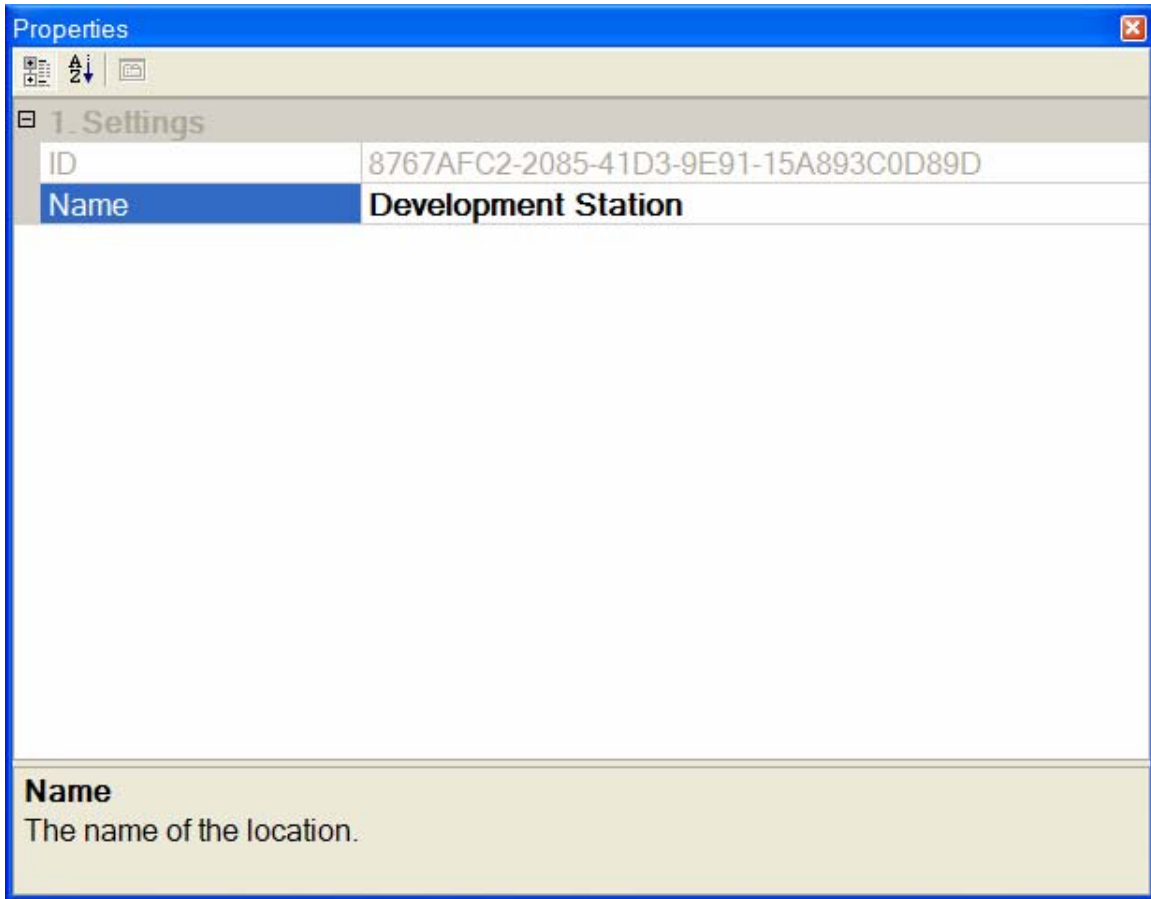 Properties
1. Settings
ID 8767AFC2-2085-41D3-9E91-15A893C0D89D
Name Development Station
Name
The name of the location.